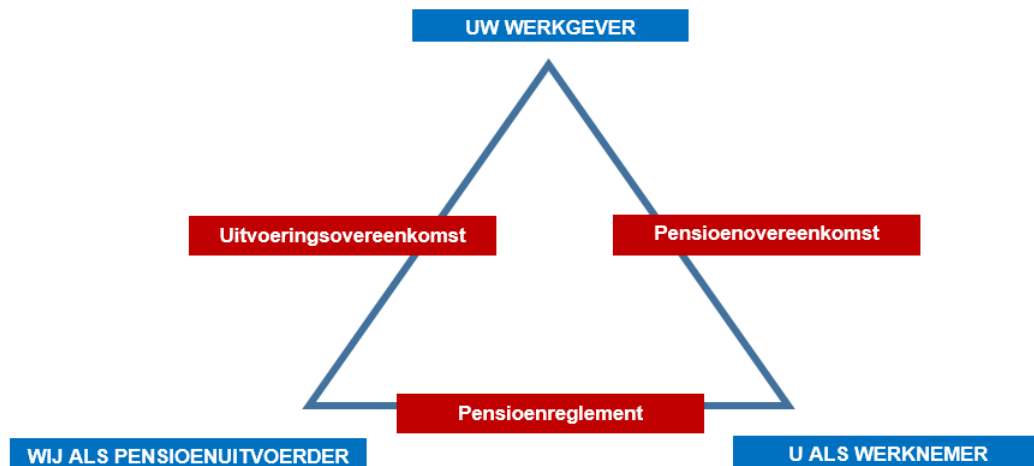 UW WERKGEVER
Uitvoeringsovereenkomst
Pensioenovereenkomst
Pensioenreglement
WIJ ALS PENSIOENUITVOERDER
U ALS WERKNEMER